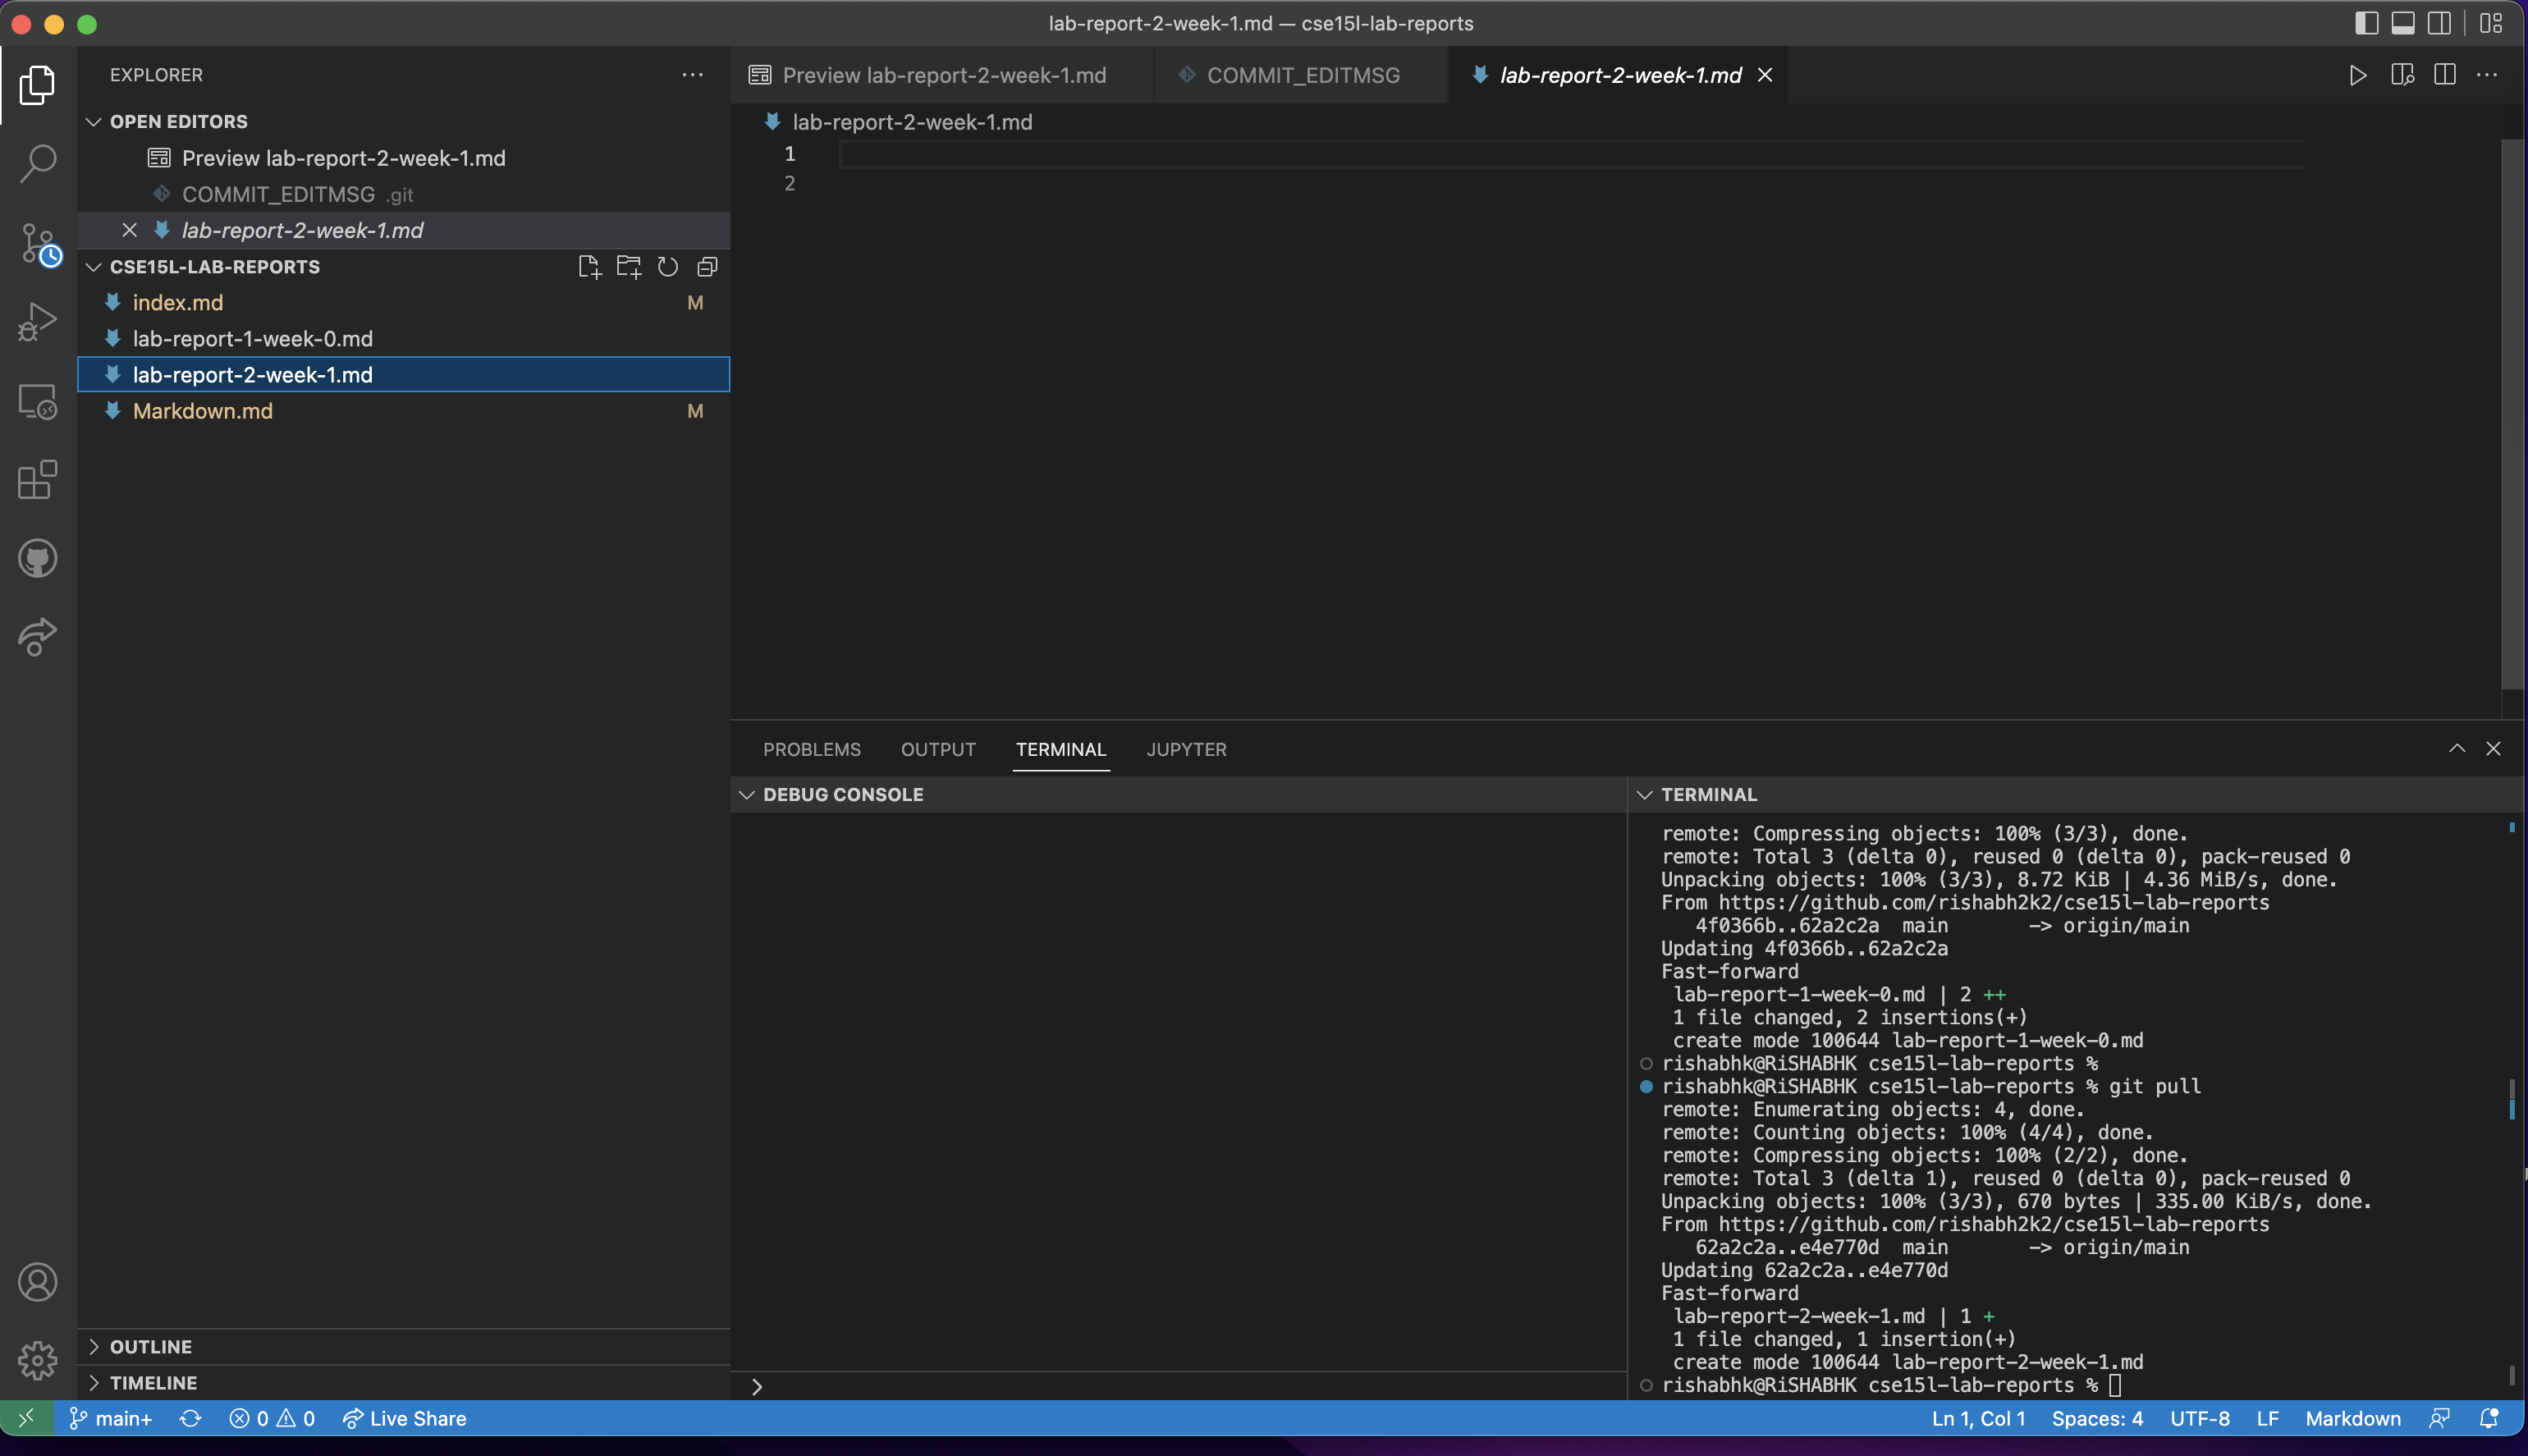 lab-report-2-week-1.md — cse15l-lab-reports
EXPLORER
OPEN EDITORS
Preview lab-report-2-week-1.md
COMMIT_EDITMSG .git
lab-report-2-week-1.md
CSE15L-LAB-REPORTS
index.md M
lab-report-1-week-0.md
lab-report-2-week-1.md
Markdown.md M
OUTLINE
TIMELINE
Preview lab-report-2-week-1.md COMMIT_EDITMSG lab-report-2-week-1.md
lab-report-2-week-1.md
1
2
PROBLEMS OUTPUT TERMINAL JUPYTER
DEBUG CONSOLE
TERMINAL
remote: Compressing objects: 100% (3/3), done.
remote: Total 3 (delta 0), reused 0 (delta 0), pack-reused 0
Unpacking objects: 100% (3/3), 8.72 KiB | 4.36 MiB/s, done.
From https://github.com/rishabh2k2/cse15l-lab-reports
4f0366b..62a2c2a main -> origin/main
Updating 4f0366b..62a2c2a
Fast-forward
lab-report-1-week-0.md | 2 ++
1 file changed, 2 insertions(+)
create mode 100644 lab-report-1-week-0.md
rishabhk@RiSHABHK cse15l-lab-reports %
rishabhk@RiSHABHK cse15l-lab-reports % git pull
remote: Enumerating objects: 4, done.
remote: Counting objects: 100% (4/4), done.
remote: Compressing objects: 100% (2/2), done.
remote: Total 3 (delta 1), reused 0 (delta 0), pack-reused 0
Unpacking objects: 100% (3/3), 670 bytes | 335.00 KiB/s, done.
From https://github.com/rishabh2k2/cse15l-lab-reports
62a2c2a..e4e770d main -> origin/main
Updating 62a2c2a..e4e770d
Fast-forward
lab-report-2-week-1.md | 1 +
1 file changed, 1 insertion(+)
create mode 100644 lab-report-2-week-1.md
rishabhk@RiSHABHK cse15l-lab-reports %
main+ 0 0 Live Share Ln 1, Col 1 Spaces: 4 UTF-8 LF Markdown